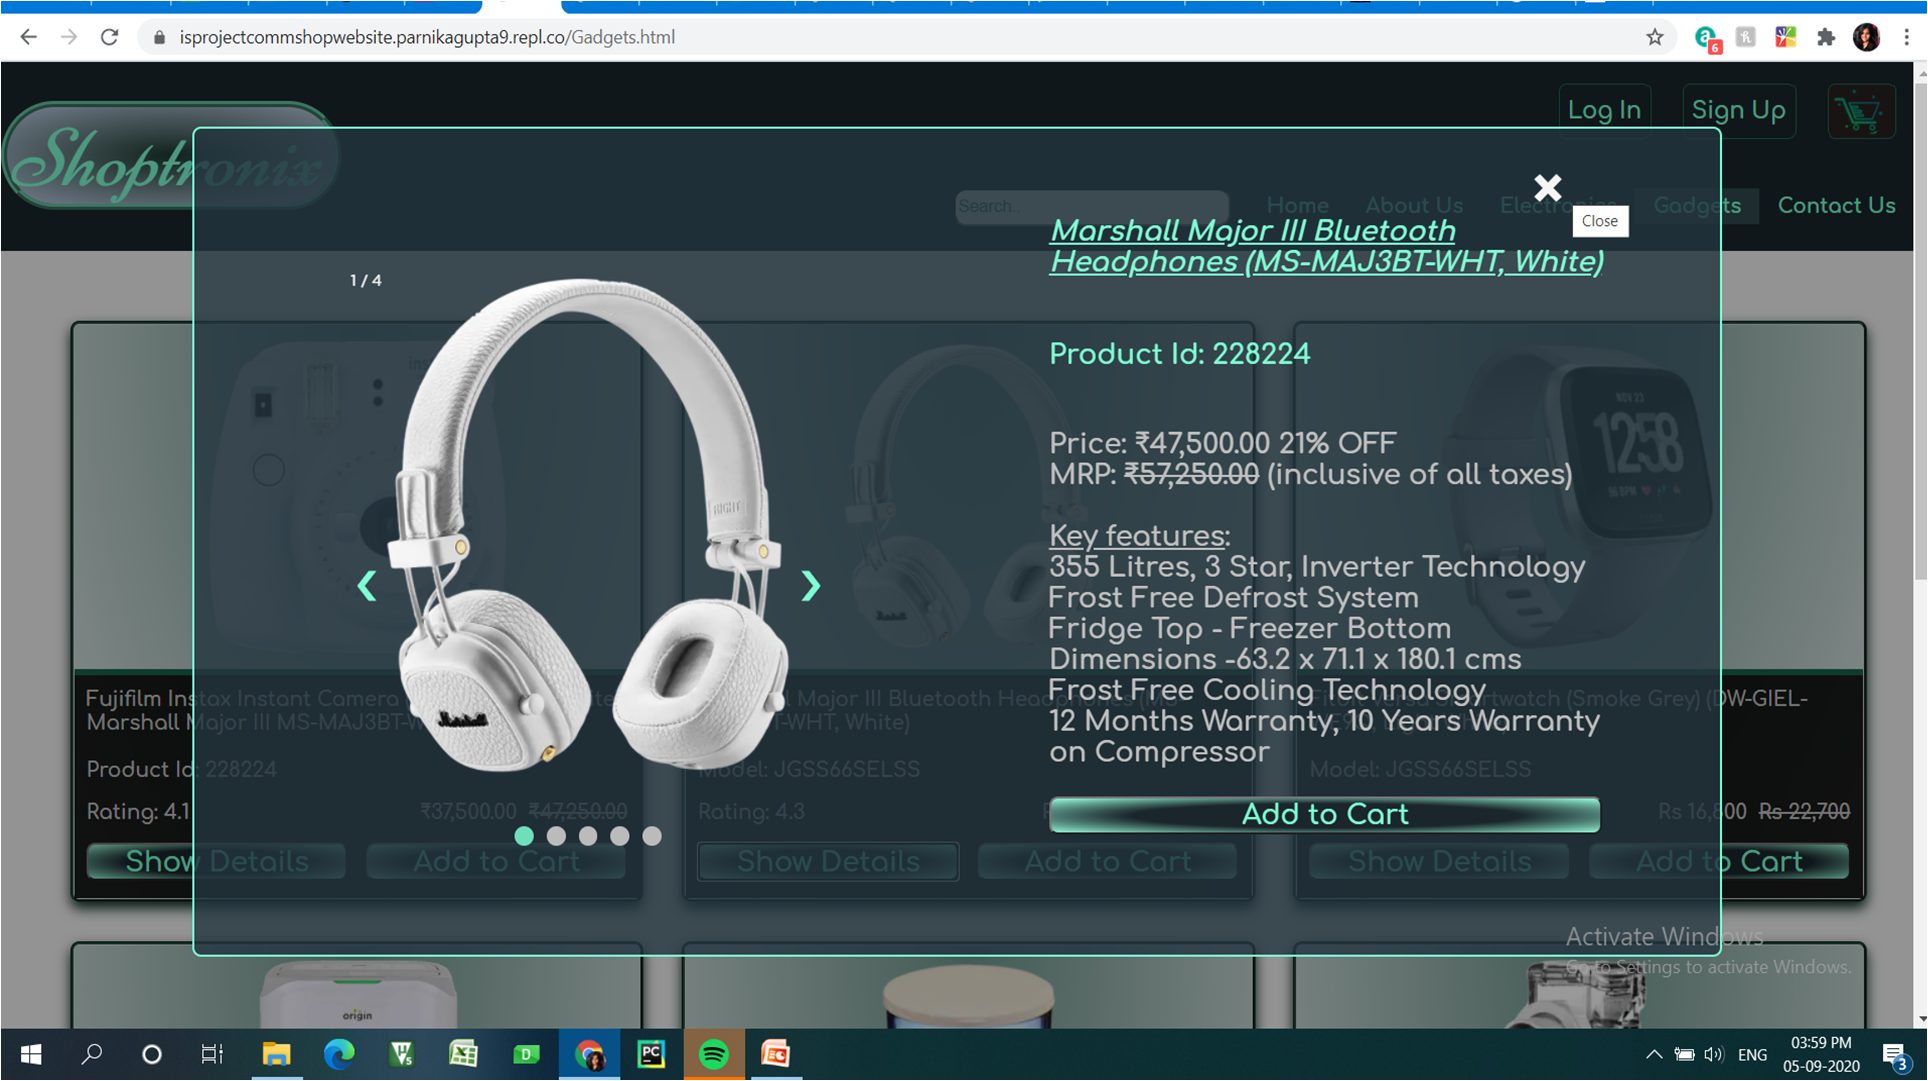 isprojectcommshopwebsite.parnikagupta9.repl.co/Gadgets.html
6
Log In
Sign Up
Shoptronix
Search..
Home
About Us
Electronics
Gadgets
Contact Us
Close
Marshall Major III Bluetooth
Headphones (MS-MAJ3BT-WHT, White)
1 / 4
Product Id: 228224
Price: ₹47,500.00 21% OFF
MRP: ₹57,250.00 (inclusive of all taxes)
Key features:
355 Litres, 3 Star, Inverter Technology
Frost Free Defrost System
Fridge Top - Freezer Bottom
Dimensions -63.2 x 71.1 x 180.1 cms
Frost Free Cooling Technology
12 Months Warranty, 10 Years Warranty
on Compressor
Add to Cart
RIGHT
Marshall
NOV 23
12:58
Fujifilm Instax Instant Camera
Marshall Major III MS-MAJ3BT-W
Product Id: 228224
Rating: 4.1
₹37,500.00 ₹47,250.00
Show Details
Add to Cart
Major III Bluetooth Headphones (MS-
T-WHT, White)
Model: JGSS66SELSS
Rating: 4.3
Show Details
Add to Cart
Smartwatch (Smoke Grey) (DW-GIEL-
Model: JGSS66SELSS
Rs 16,800 Rs 22,700
Show Details
Add to Cart
origin
Activate Windows
Go to Settings to activate Windows.
03:59 PM
ENG
05-09-2020
3